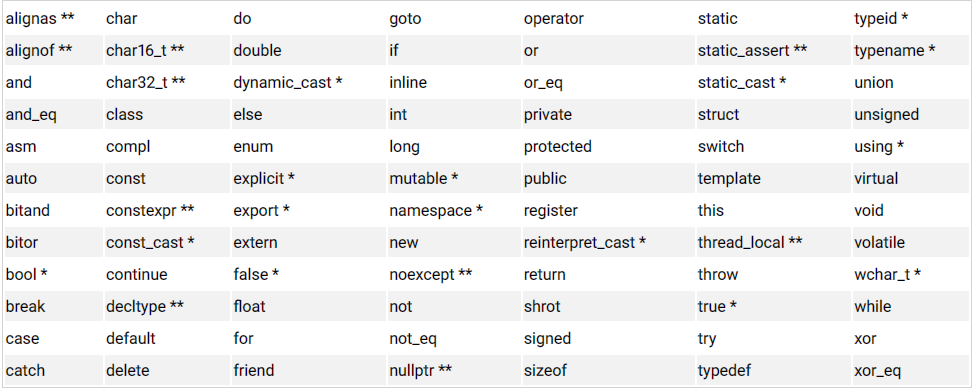 alignas ** char do goto operator static typeid *
alignof ** char16_t ** double if or static_assert ** typename *
and char32_t ** dynamic_cast * inline or_eq static_cast * union
and_eq class else int private struct unsigned
asm compl enum long protected switch using *
auto const explicit * mutable * public template virtual
bitand constexpr ** export * namespace * register this void
bitor const_cast * extern new reinterpret_cast * thread_local ** volatile
bool * continue false * noexcept ** return throw wchar_t *
break decltype ** float not shrot true * while
case default for not_eq signed try xor
catch delete friend nullptr ** sizeof typedef xor_eq